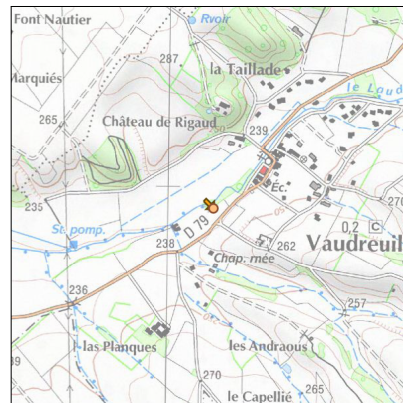 Font Nautier
Rvoir
287
la Taillade
Marquiés
le Laud
265
Château de Rigaud
239
235
Éc.
270
St. pomp.
D 79
0,2 C
238
262
Vaudreuil
Chap. mée
236
257
las Planques
les Andraous
270
le Capellié
265